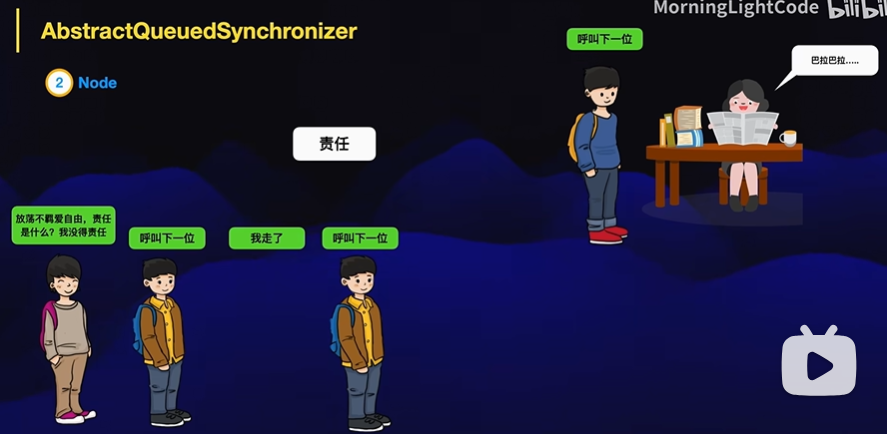 MorningLightCode bilibili
AbstractQueuedSynchronizer
呼叫下一位
巴拉巴拉.....
2 Node
责任
放荡不羁爱自由，责任
是什么？我没得责任
呼叫下一位
我走了
呼叫下一位